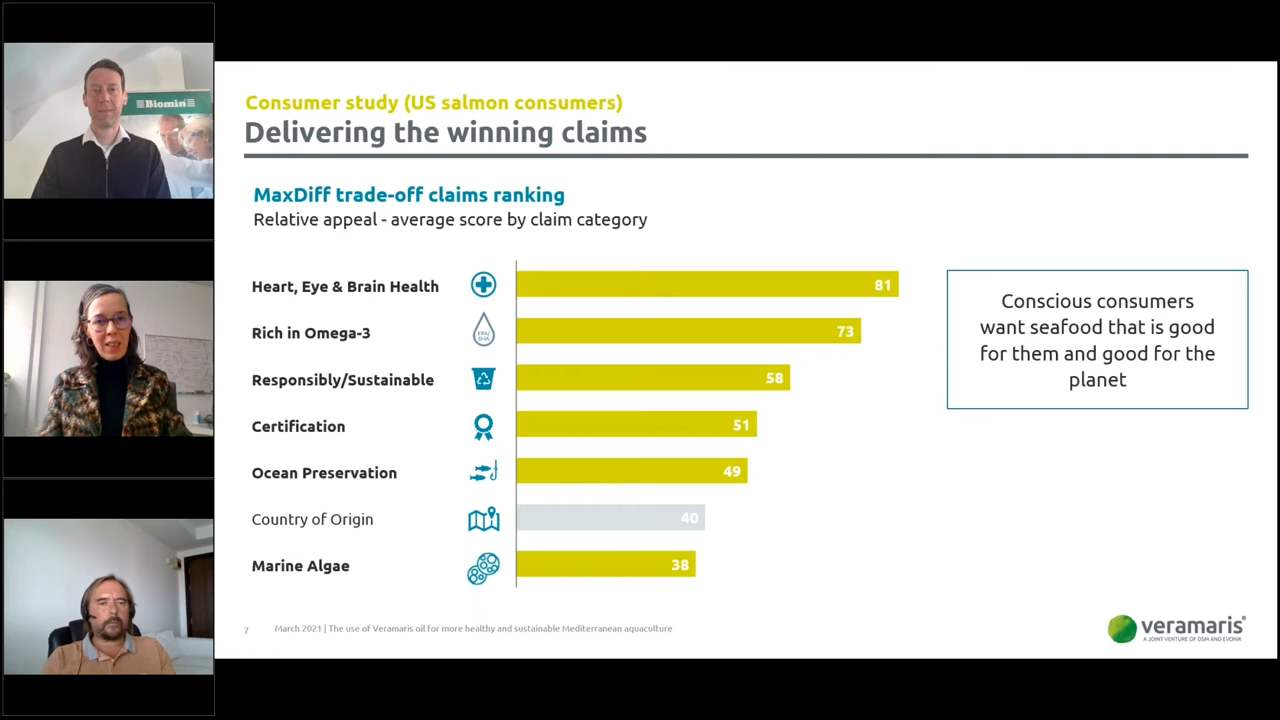 Biomin
Consumer study (US salmon consumers)
Delivering the winning claims
MaxDiff trade-off claims ranking
Relative appeal - average score by claim category
Heart, Eye & Brain Health 81
Rich in Omega-3 EPA/ DHA 73
Responsibly/Sustainable 58
Certification 51
Ocean Preservation 49
Country of Origin 40
Marine Algae 38
Conscious consumers
want seafood that is good
for them and good for the
planet
7 March 2021 | The use of Veramaris oil for more healthy and sustainable Mediterranean aquaculture
veramaris®
A JOINT VENTURE OF DSM AND EVONIK